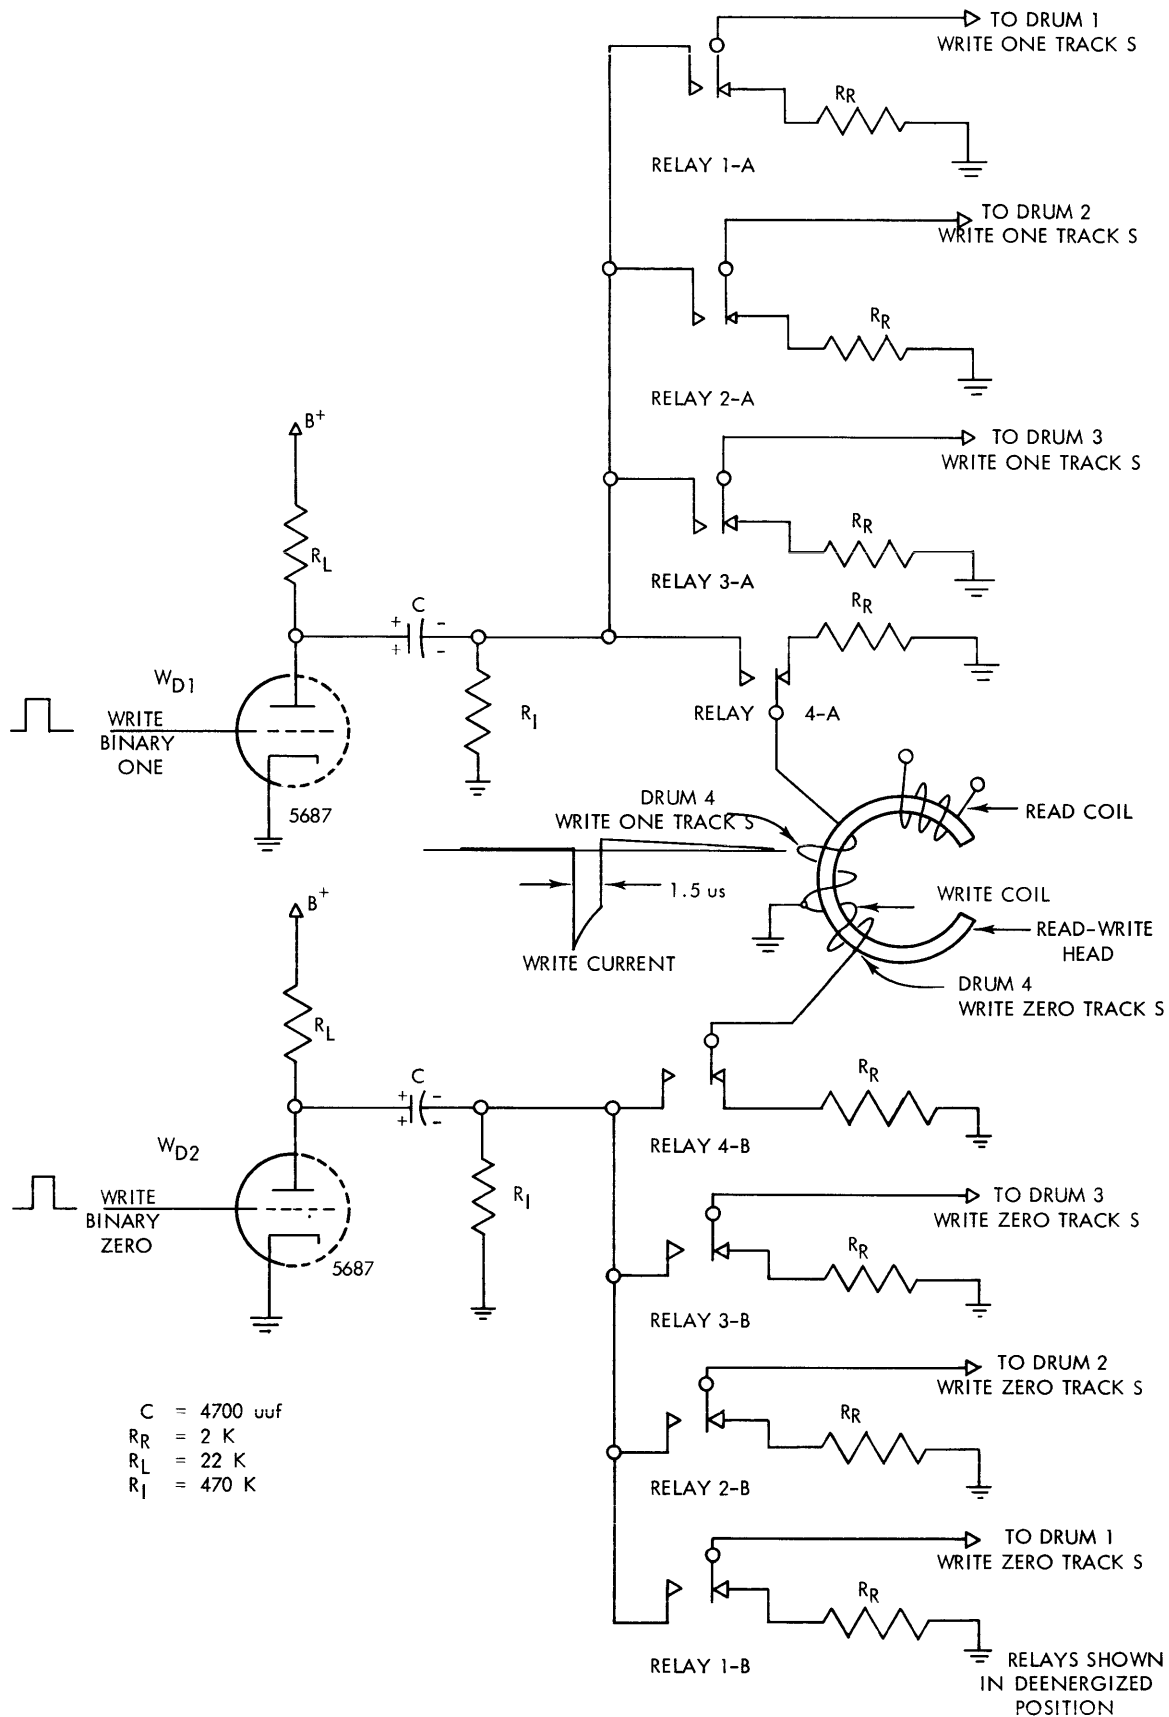 TO DRUM 1
WRITE ONE TRACK S
RR
RELAY 1-A
TO DRUM 2
WRITE ONE TRACK S
RR
RELAY 2-A
B+
TO DRUM 3
WRITE ONE TRACK S
RR
RL
RELAY 3-A
C
+ -
+ -
RR
WD1
WRITE
BINARY
ONE
5687
RI
RELAY 4-A
DRUM 4
WRITE ONE TRACK S
READ COIL
1.5 us
WRITE COIL
READ-WRITE
HEAD
WRITE CURRENT
DRUM 4
WRITE ZERO TRACK S
B+
RL
C
+ -
+ -
RR
RELAY 4-B
WD2
WRITE
BINARY
ZERO
5687
RI
TO DRUM 3
WRITE ZERO TRACK S
RR
RELAY 3-B
TO DRUM 2
WRITE ZERO TRACK S
RR
RELAY 2-B
C = 4700 uuf
RR = 2 K
RL = 22 K
RI = 470 K
TO DRUM 1
WRITE ZERO TRACK S
RR
RELAY 1-B
RELAYS SHOWN
IN DEENERGIZED
POSITION